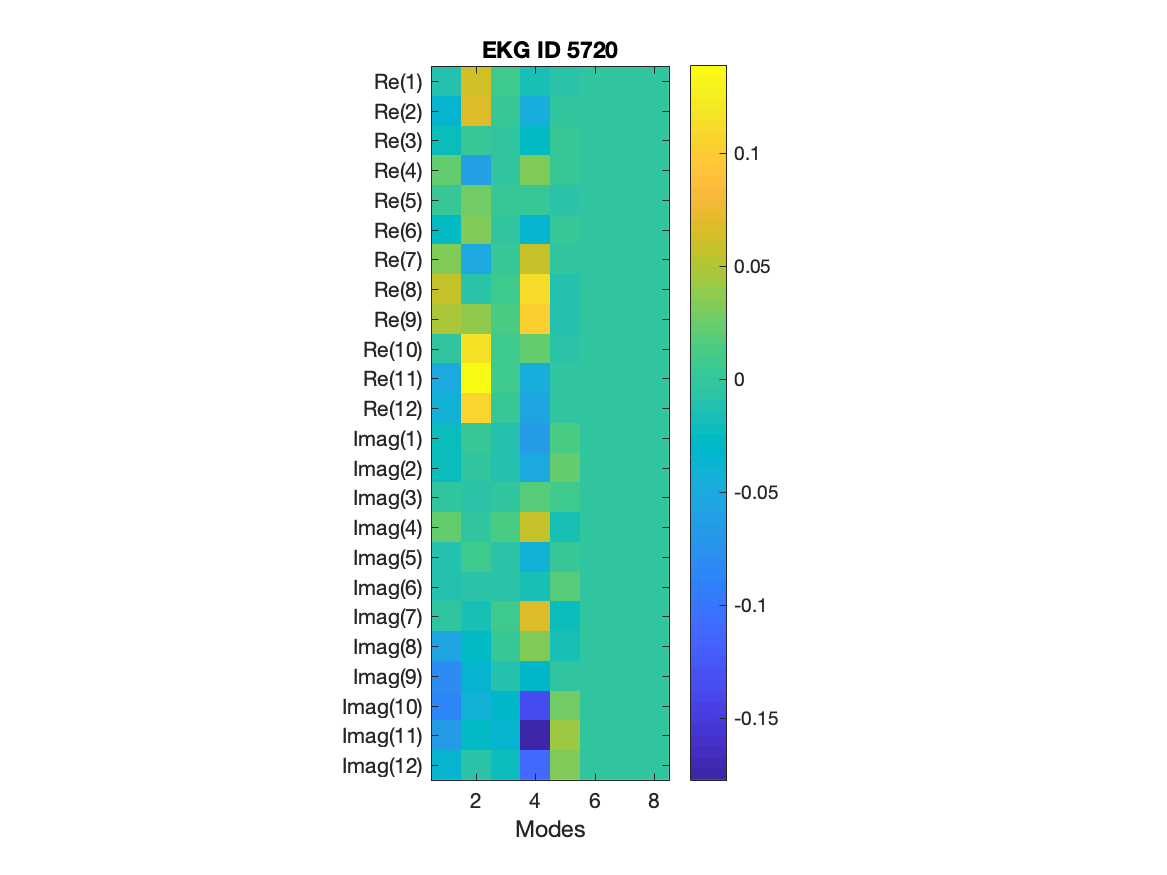 EKG ID 5720
Re(1)
Re(2)
Re(3)
Re(4)
Re(5)
Re(6)
Re(7)
Re(8)
Re(9)
Re(10)
Re(11)
Re(12)
Imag(1)
Imag(2)
Imag(3)
Imag(4)
Imag(5)
Imag(6)
Imag(7)
Imag(8)
Imag(9)
Imag(10)
Imag(11)
Imag(12)
2 4 6 8
Modes
0.1
0.05
0
-0.05
-0.1
-0.15